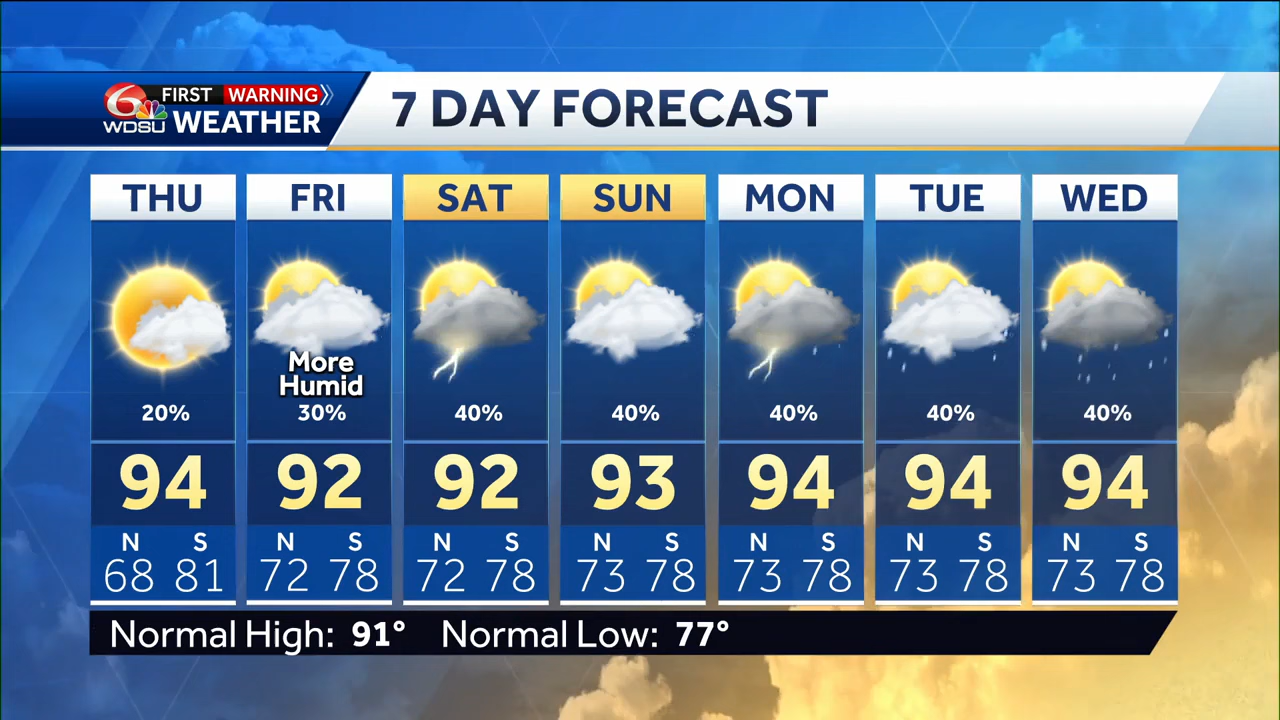 6 FIRST WARNING
WDSU WEATHER
7 DAY FORECAST
THU FRI SAT SUN MON TUE WED
More
Humid
20% 30% 40% 40% 40% 40% 40%
94 92 92 93 94 94 94
N S N S N S N S N S N S N S
68 81 72 78 72 78 73 78 73 78 73 78 73 78
Normal High: 91° Normal Low: 77°